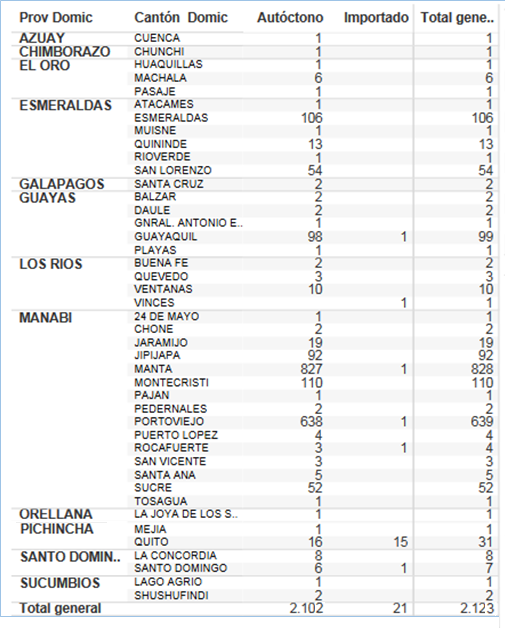 Prov Domic Cantón Domic Autóctono Importado Total gene..
AZUAY CUENCA 1 1
CHIMBORAZO CHUNCHI 1 1
EL ORO HUAQUILLAS 1 1
MACHALA 6 6
PASAJE 1 1
ESMERALDAS ATACAMES 1 1
ESMERALDAS 106 106
MUISNE 1 1
QUININDE 13 13
RIOVERDE 1 1
SAN LORENZO 54 54
GALAPAGOS SANTA CRUZ 2 2
GUAYAS BALZAR 2 2
DAULE 2 2
GNRAL. ANTONIO E.. 1 1
GUAYAQUIL 98 1 99
PLAYAS 1 1
LOS RIOS BUENA FE 2 2
QUEVEDO 3 3
VENTANAS 10 10
VINCES 1 1
MANABI 24 DE MAYO 1 1
CHONE 2 2
JARAMIJO 19 19
JIPIJAPA 92 92
MANTA 827 1 828
MONTECRISTI 110 110
PAJAN 1 1
PEDERNALES 2 2
PORTOVIEJO 638 1 639
PUERTO LOPEZ 4 4
ROCAFUERTE 3 1 4
SAN VICENTE 3 3
SANTA ANA 5 5
SUCRE 52 52
TOSAGUA 1 1
ORELLANA LA JOYA DE LOS S.. 1 1
PICHINCHA MEJIA 1 1
QUITO 16 15 31
SANTO DOMIN.. LA CONCORDIA 8 8
SANTO DOMINGO 6 1 7
SUCUMBIOS LAGO AGRIO 1 1
SHUSHUFINDI 2 2
Total general 2.102 21 2.123